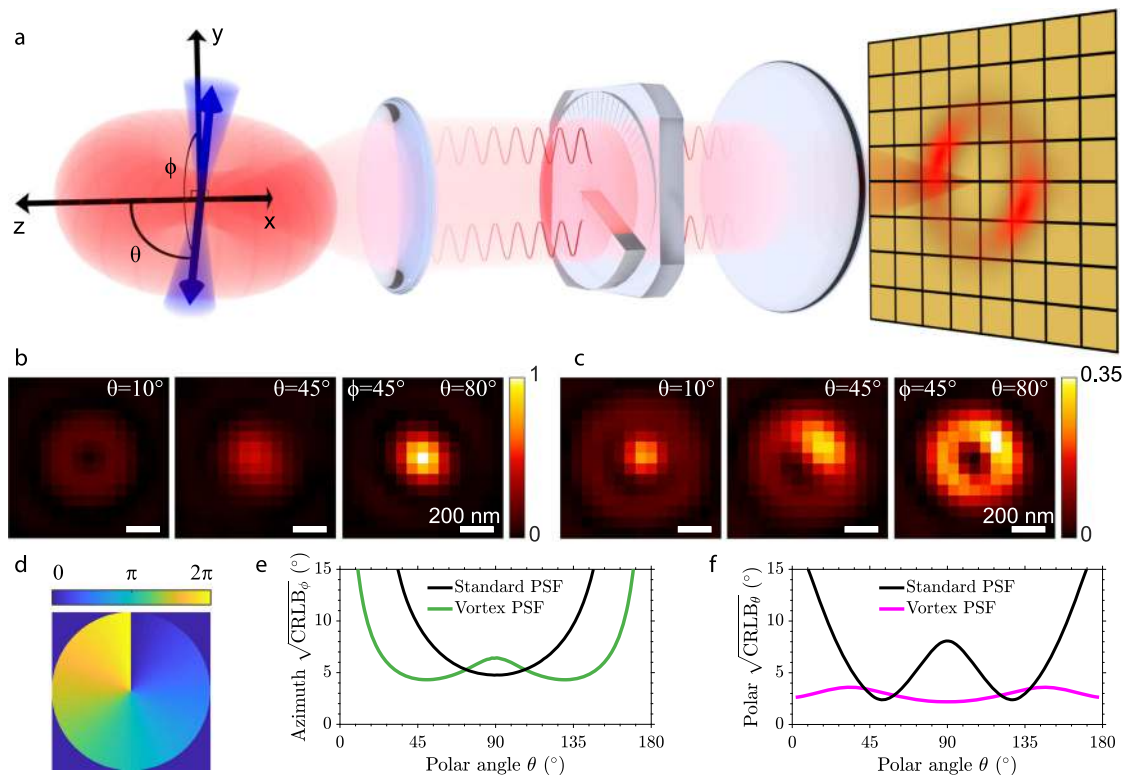 a
y
ϕ
z
x
θ
b
c
θ=10°
θ=45°
ϕ=45°
θ=80°
1
0
200 nm
θ=10°
θ=45°
ϕ=45°
θ=80°
0.35
0
200 nm
d
0 π 2π
e
Azimuth √CRLBϕ (°)
15
10
5
0
Standard PSF
Vortex PSF
0 45 90 135 180
Polar angle θ (°)
f
Polar √CRLBθ (°)
15
10
5
0
Standard PSF
Vortex PSF
0 45 90 135 180
Polar angle θ (°)